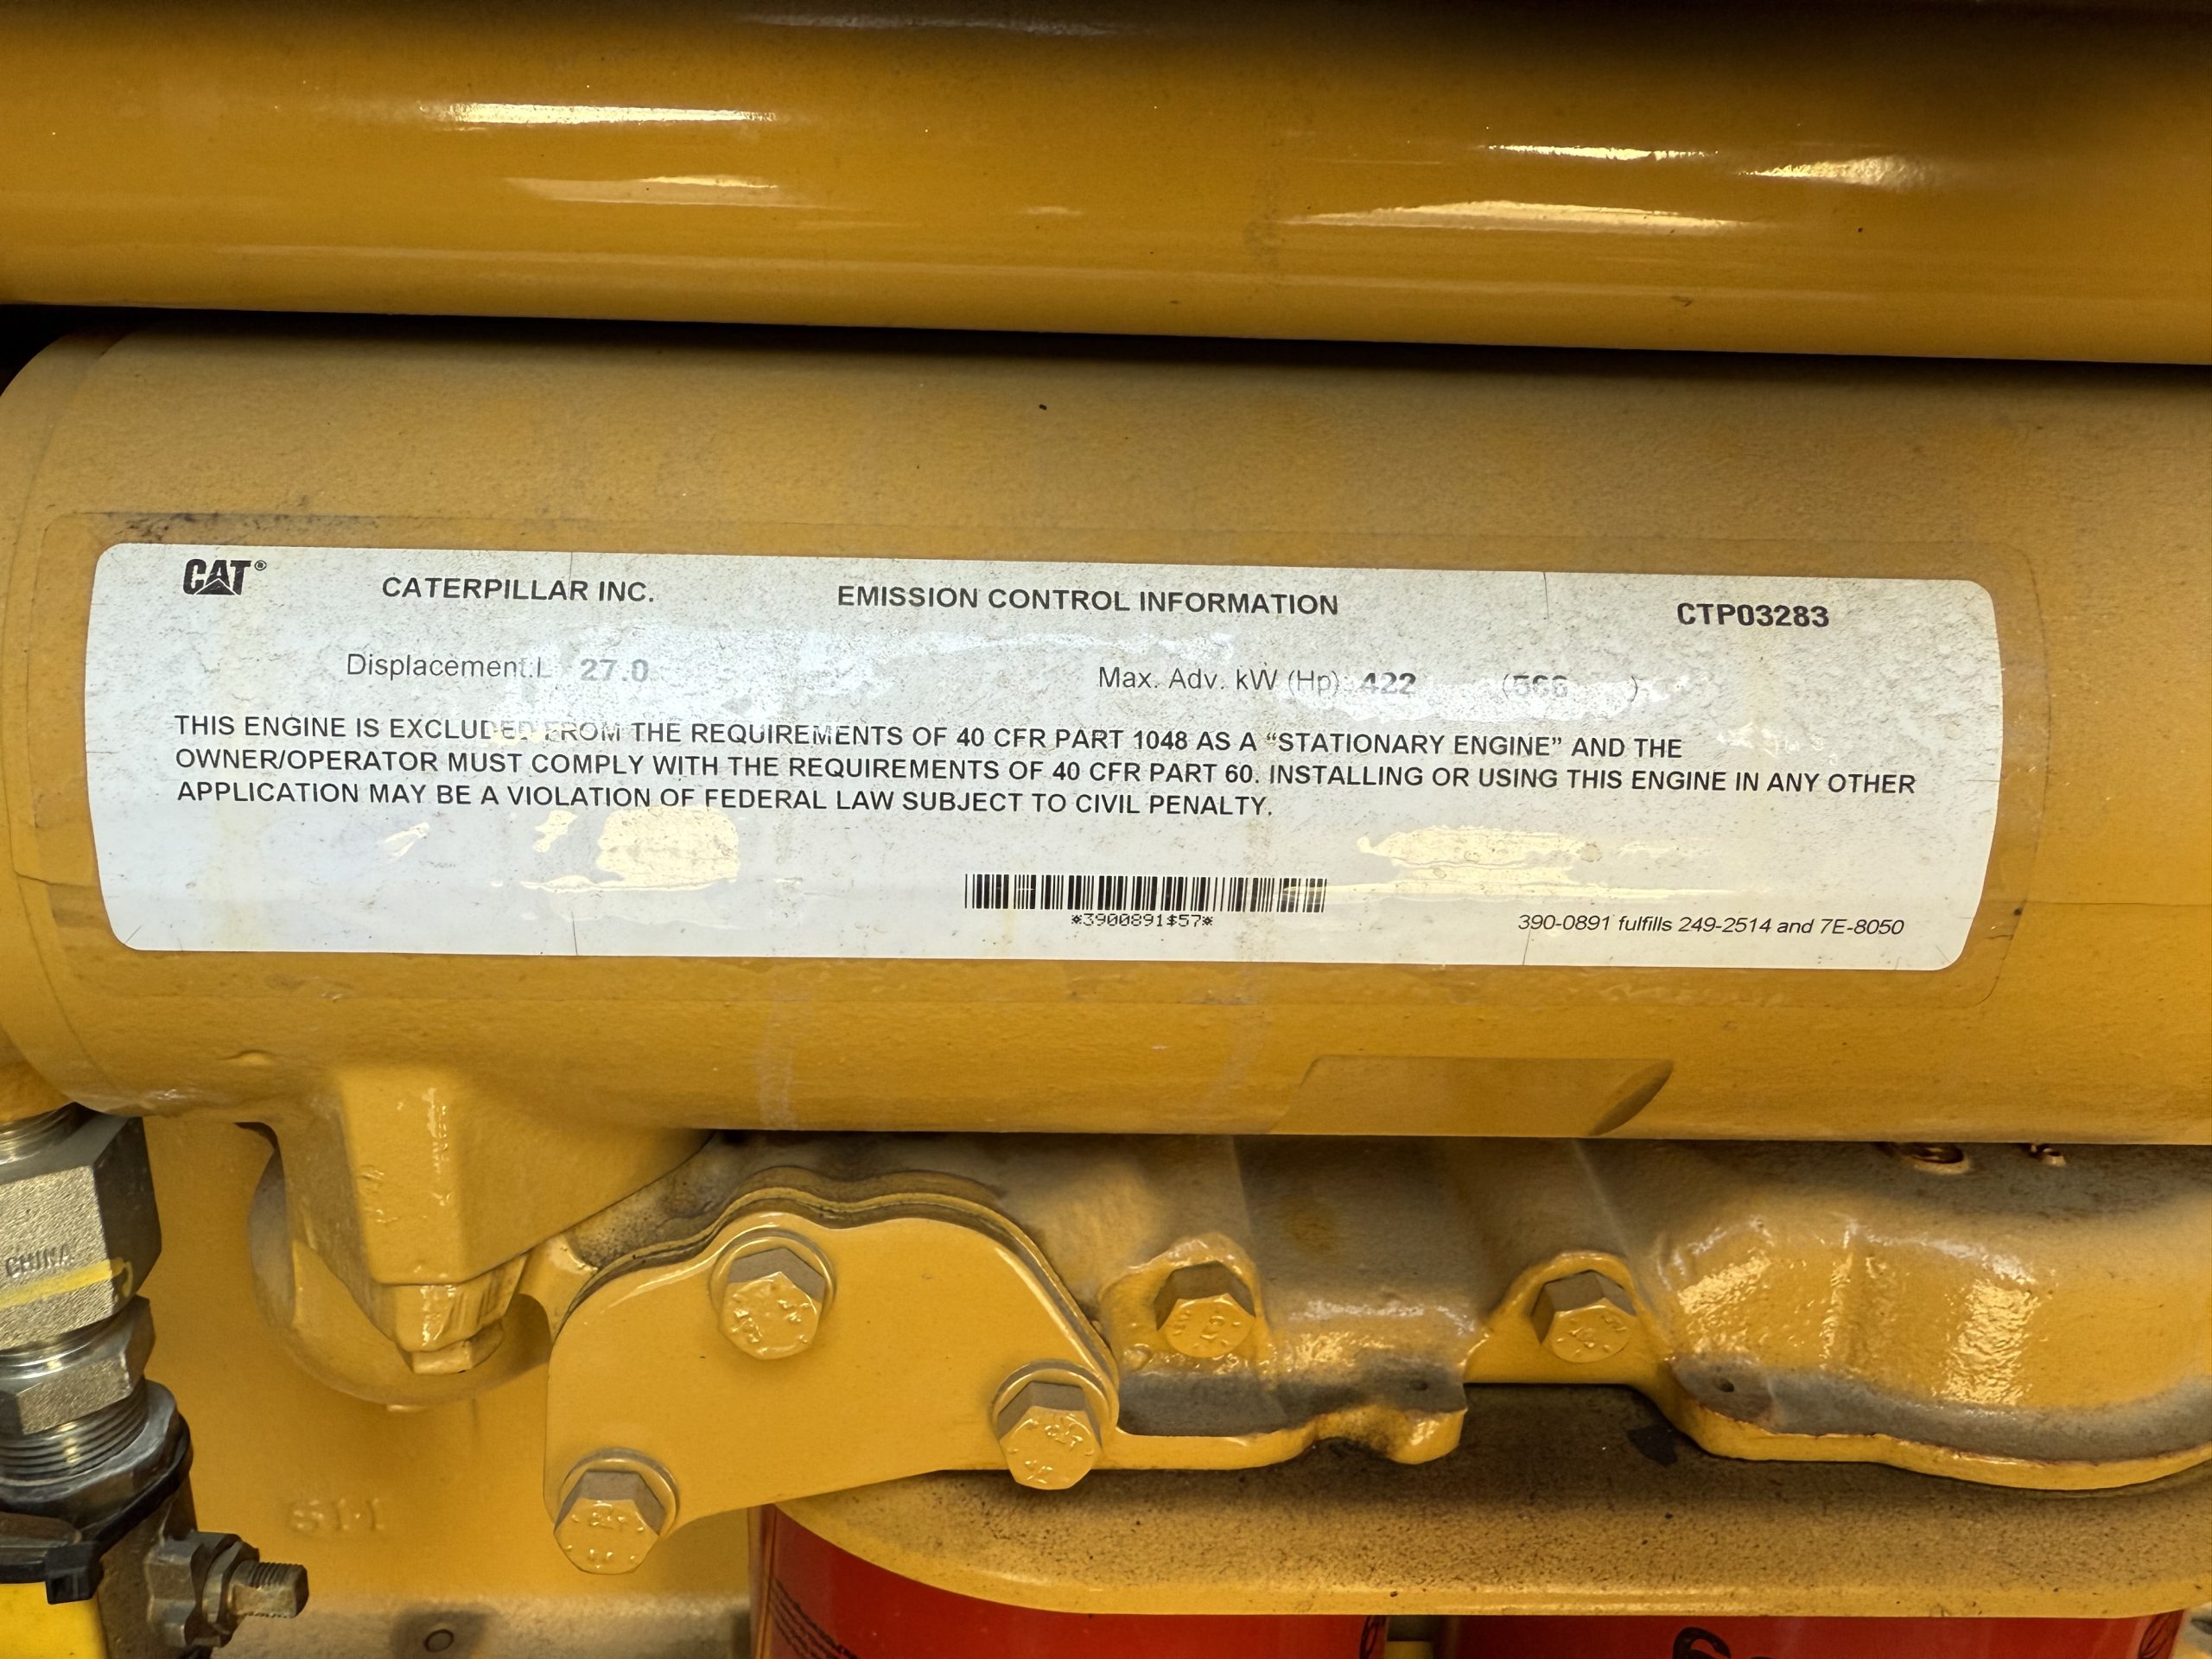 CAT® CATERPILLAR INC. EMISSION CONTROL INFORMATION CTP03283
Displacement:L 27.0 Max. Adv. kW (Hp): 422 (566 )
THIS ENGINE IS EXCLUDED FROM THE REQUIREMENTS OF 40 CFR PART 1048 AS A “STATIONARY ENGINE” AND THE
OWNER/OPERATOR MUST COMPLY WITH THE REQUIREMENTS OF 40 CFR PART 60. INSTALLING OR USING THIS ENGINE IN ANY OTHER
APPLICATION MAY BE A VIOLATION OF FEDERAL LAW SUBJECT TO CIVIL PENALTY.
*3900891$57*
390-0891 fulfills 249-2514 and 7E-8050
CHINA